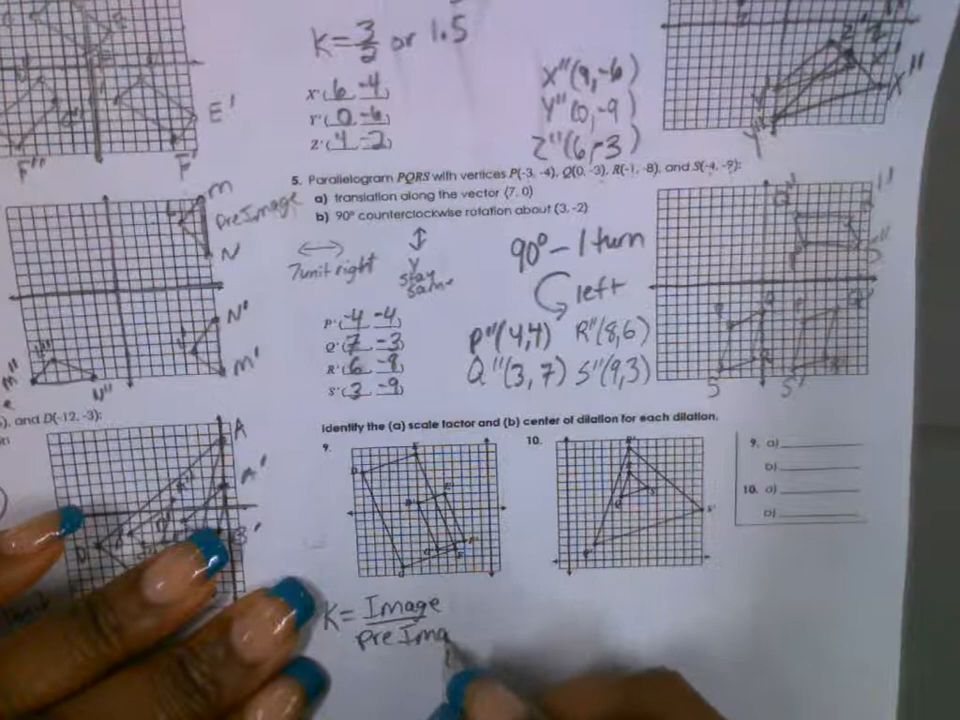 K = 3/2 or 1.5
X'( 6 -4 )
Y'( 0 -6 )
Z'( 4 -2 )
X"(9,-6)
Y"(0,-9)
Z"(6,-3)
X"
Y"
E'
F"
F'
5. Parallelogram PQRS with vertices P(-3, -4), Q(0, -3), R(-1, -8), and S(-4, -9):
a) translation along the vector ⟨7, 0⟩
b) 90° counterclockwise rotation about (3, -2)
M
preImage
N
N'
M'
M"
N"
7unit right
Y
stay
same
90° - 1 turn
left
P'( -4 -4 )
Q'( 7 -3 )
R'( 6 -8 )
S'( 3 -9 )
P"(4,4) R"(8,6)
Q"(3,7) S"(9,3)
S"
S
S'
), and D(-12, -3):
A
A'
B'
D
Identify the (a) scale factor and (b) center of dilation for each dilation.
9.
10.
9. a)
b)
10. a)
b)
K = Image
preIma